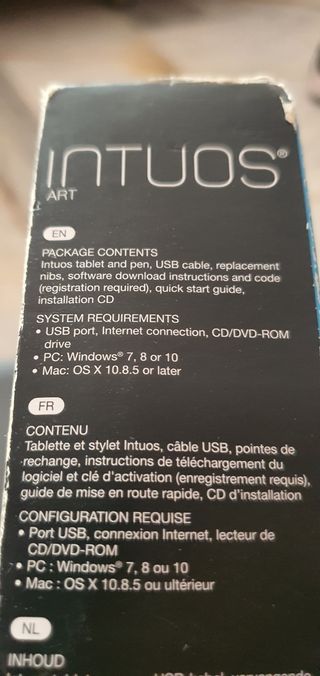 INTUOS®
ART
EN
PACKAGE CONTENTS
Intuos tablet and pen, USB cable, replacement
nibs, software download instructions and code
(registration required), quick start guide,
installation CD
SYSTEM REQUIREMENTS
• USB port, Internet connection, CD/DVD-ROM
drive
• PC: Windows® 7, 8 or 10
• Mac: OS X 10.8.5 or later
FR
CONTENU
Tablette et stylet Intuos, câble USB, pointes de
rechange, instructions de téléchargement du
logiciel et clé d'activation (enregistrement requis),
guide de mise en route rapide, CD d'installation
CONFIGURATION REQUISE
• Port USB, connexion Internet, lecteur de
CD/DVD-ROM
• PC : Windows® 7, 8 ou 10
• Mac : OS X 10.8.5 ou ultérieur
NL
INHOUD